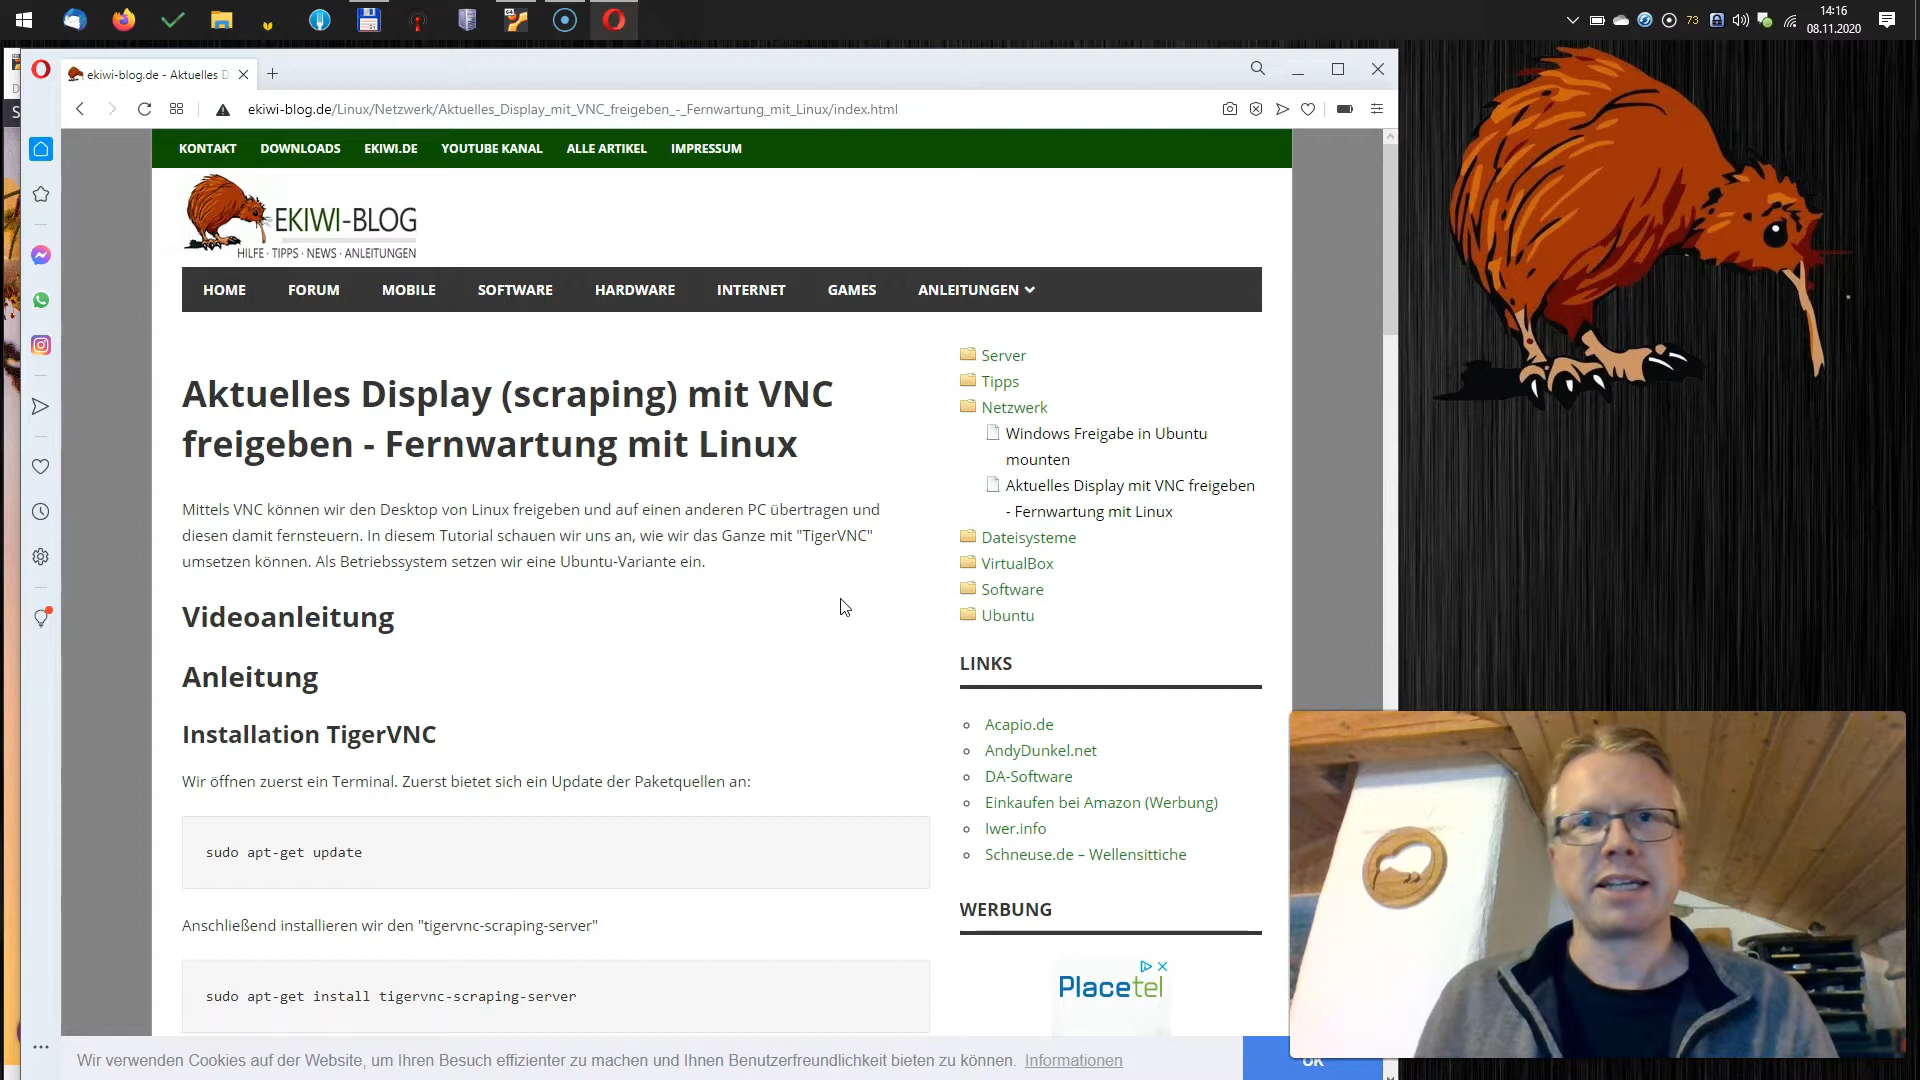 14:16
73
08.11.2020
ekiwi-blog.de - Aktuelles D
ekiwi-blog.de/Linux/Netzwerk/Aktuelles_Display_mit_VNC_freigeben_-_Fernwartung_mit_Linux/index.html
KONTAKT DOWNLOADS EKIWI.DE YOUTUBE KANAL ALLE ARTIKEL IMPRESSUM
EKIWI-BLOG
HILFE · TIPPS · NEWS · ANLEITUNGEN
HOME FORUM MOBILE SOFTWARE HARDWARE INTERNET GAMES ANLEITUNGEN
Aktuelles Display (scraping) mit VNC
freigeben - Fernwartung mit Linux
Mittels VNC können wir den Desktop von Linux freigeben und auf einen anderen PC übertragen und
diesen damit fernsteuern. In diesem Tutorial schauen wir uns an, wie wir das Ganze mit "TigerVNC"
umsetzen können. Als Betriebssystem setzen wir eine Ubuntu-Variante ein.
Videoanleitung
Anleitung
Installation TigerVNC
Wir öffnen zuerst ein Terminal. Zuerst bietet sich ein Update der Paketquellen an:
sudo apt-get update
Anschließend installieren wir den "tigervnc-scraping-server"
sudo apt-get install tigervnc-scraping-server
Server
Tipps
Netzwerk
Windows Freigabe in Ubuntu
mounten
Aktuelles Display mit VNC freigeben
- Fernwartung mit Linux
Dateisysteme
VirtualBox
Software
Ubuntu
LINKS
Acapio.de
AndyDunkel.net
DA-Software
Einkaufen bei Amazon (Werbung)
Iwer.info
Schneuse.de – Wellensittiche
WERBUNG
Placetel
Wir verwenden Cookies auf der Website, um Ihren Besuch effizienter zu machen und Ihnen Benutzerfreundlichkeit bieten zu können. Informationen
OK